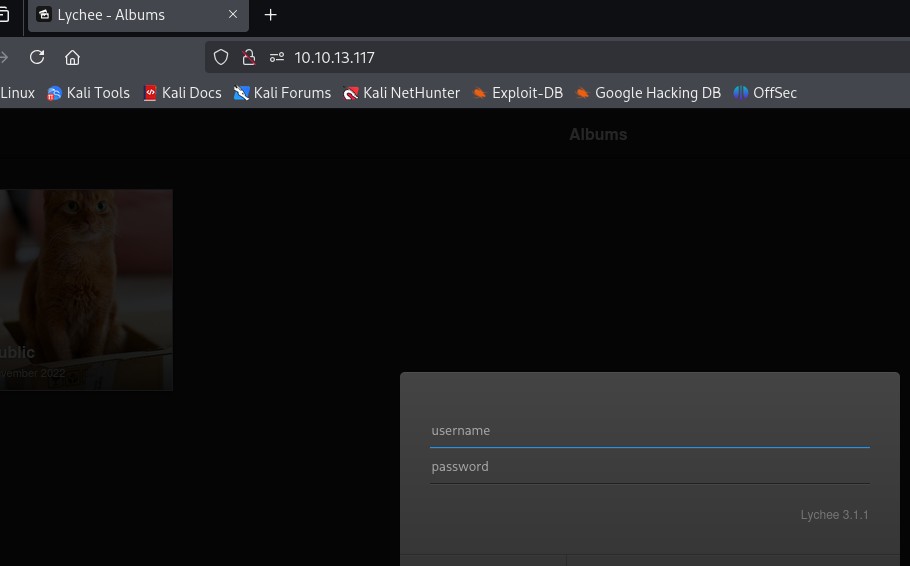 Lychee - Albums
10.10.13.117
Linux Kali Tools Kali Docs Kali Forums Kali NetHunter Exploit-DB Google Hacking DB OffSec
Albums
ublic
vember 2022
username
password
Lychee 3.1.1